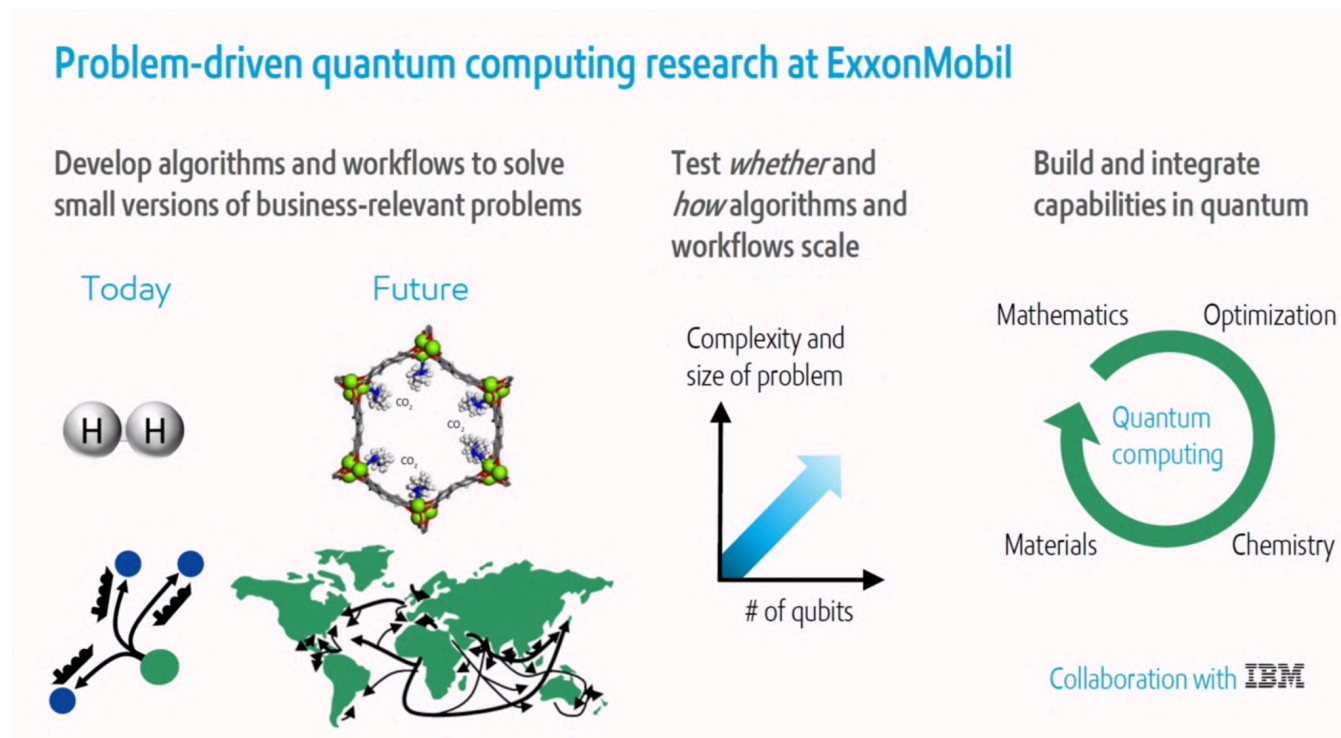 Problem-driven quantum computing research at ExxonMobil
Develop algorithms and workflows to solve
small versions of business-relevant problems
Today
Future
H H
CO2
CO2
CO2
Test whether and
how algorithms and
workflows scale
Complexity and
size of problem
# of qubits
Build and integrate
capabilities in quantum
Mathematics
Optimization
Quantum
computing
Materials
Chemistry
Collaboration with IBM